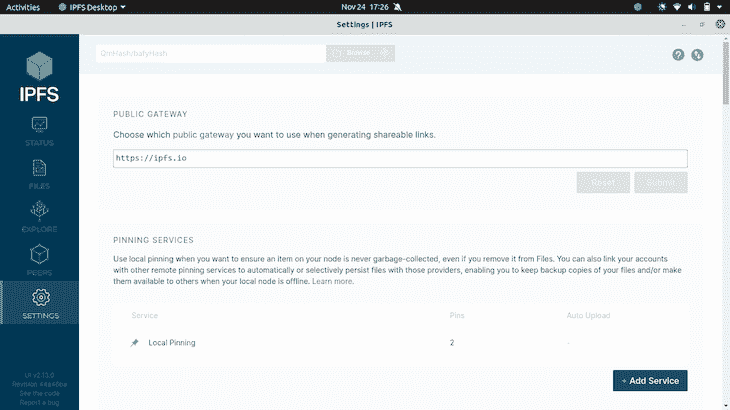 Activities IPFS Desktop Nov 24 17:26
Settings | IPFS
QmHash/bafyHash Browse
IPFS
STATUS
FILES
EXPLORE
PEERS
SETTINGS
PUBLIC GATEWAY
Choose which public gateway you want to use when generating shareable links.
https://ipfs.io
Reset Submit
PINNING SERVICES
Use local pinning when you want to ensure an item on your node is never garbage-collected, even if you remove it from Files. You can also link your accounts
with other remote pinning services to automatically or selectively persist files with those providers, enabling you to keep backup copies of your files and/or make
them available to others when your local node is offline. Learn more.
Service Pins Auto Upload
Local Pinning 2 -
+ Add Service
See the code
Report a bug